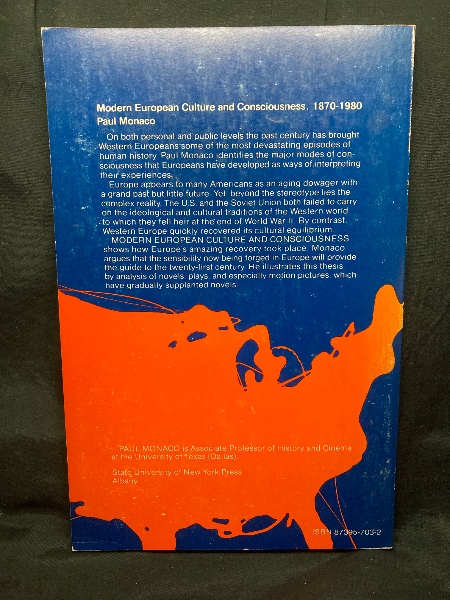 Modern European Culture and Consciousness, 1870-1980
Paul Monaco
On both personal and public levels the past century has brought
Western Europeans some of the most devastating episodes of
human history. Paul Monaco identifies the major modes of con-
sciousness that Europeans have developed as ways of interpreting
their experiences.
Europe appears to many Americans as an aging dowager with
a grand past but little future. Yet, beyond the stereotype lies the
complex reality. The U.S. and the Soviet Union both failed to carry
on the ideological and cultural traditions of the Western world
to which they fell heir at the end of World War II. By contrast,
Western Europe quickly recovered its cultural equilibrium.
MODERN EUROPEAN CULTURE AND CONSCIOUSNESS
shows how Europe's amazing recovery took place. Monaco
argues that the sensibility now being forged in Europe will provide
the guide to the twenty-first century. He illustrates this thesis
by analysis of novels, plays, and especially motion pictures, which
have gradually supplanted novels.
PAUL MONACO is Associate Professor of History and Cinema
at the University of Texas (Dallas).
State University of New York Press
Albany
ISBN 87395-703-2